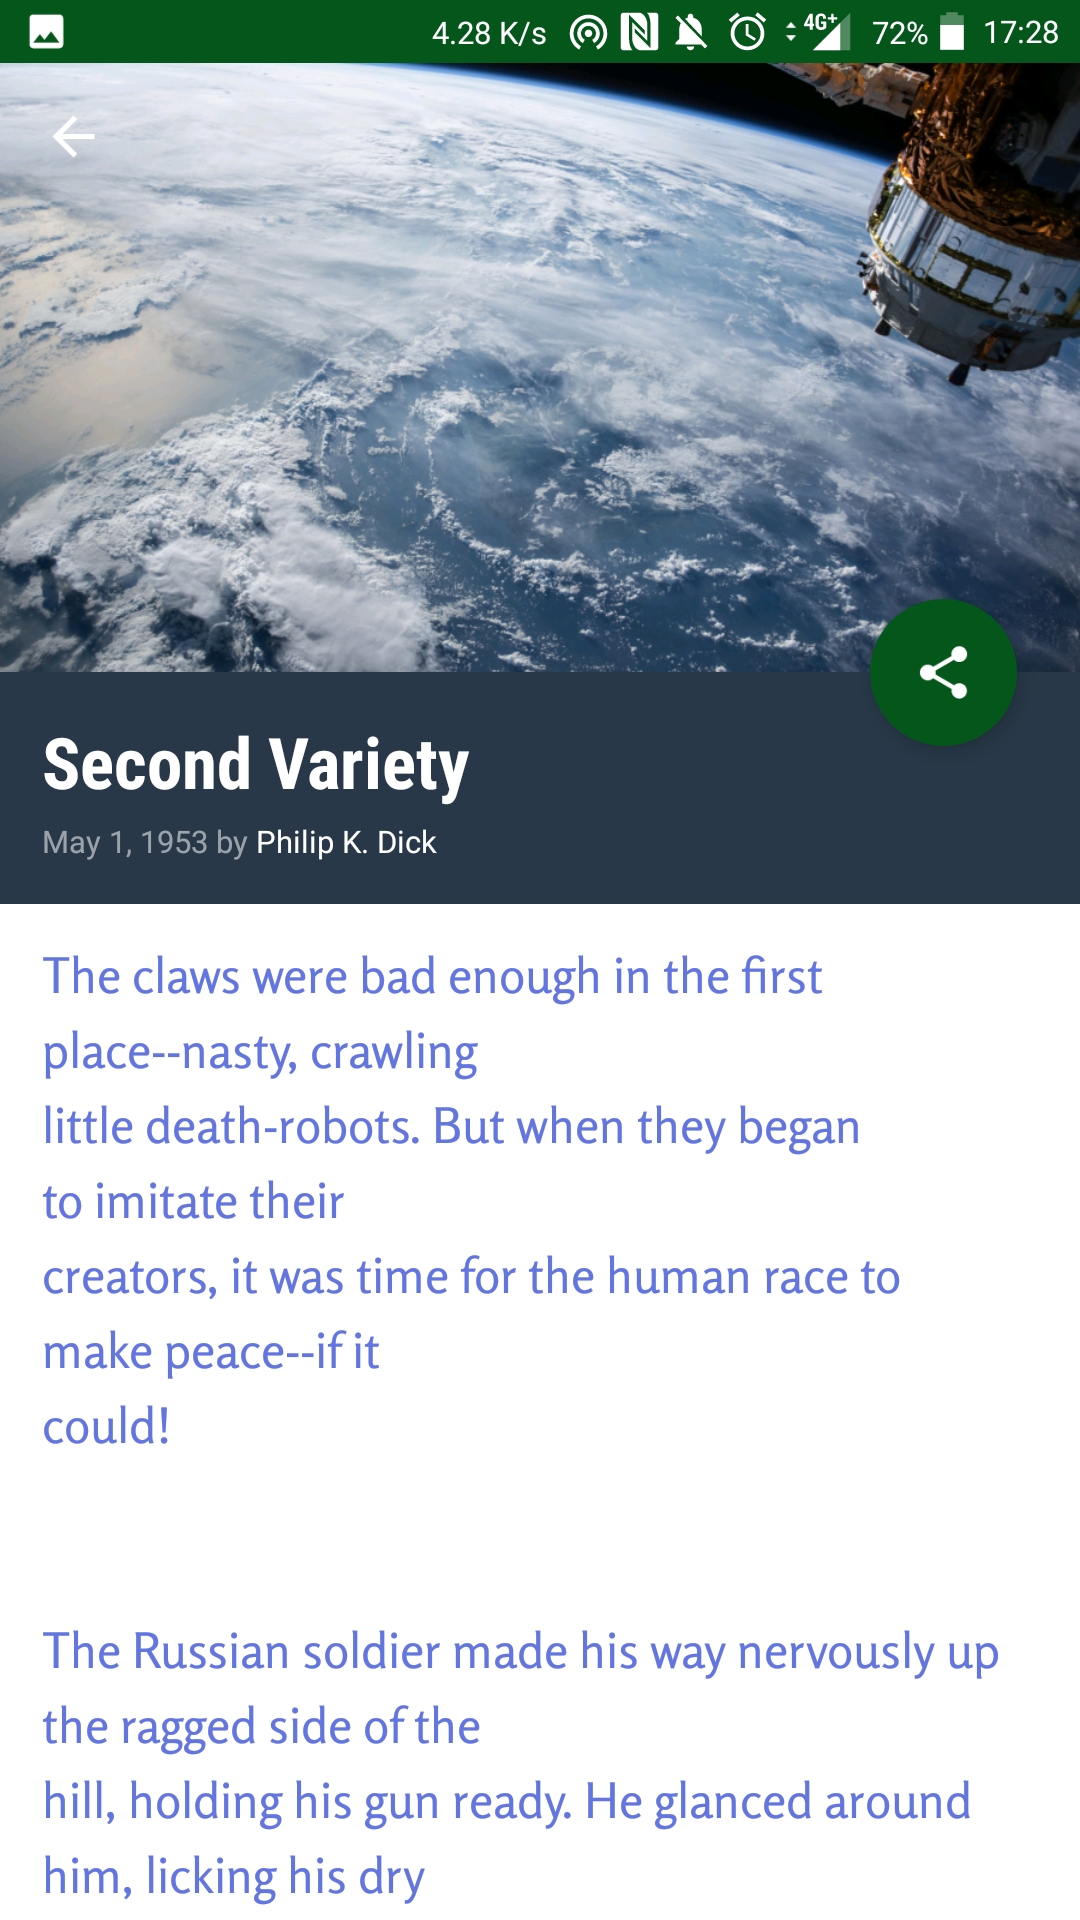 4.28 K/s 4G+ 72% 17:28
Second Variety
May 1, 1953 by Philip K. Dick
The claws were bad enough in the first
place--nasty, crawling
little death-robots. But when they began
to imitate their
creators, it was time for the human race to
make peace--if it
could!
The Russian soldier made his way nervously up
the ragged side of the
hill, holding his gun ready. He glanced around
him, licking his dry